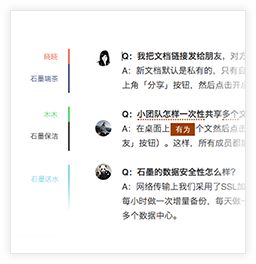 晓晓
石墨端茶
Q：我把文档链接发给朋友，对方
A：新文档默认是私有的，只有自
上角「分享」按钮，然后点击开
木木
石墨保洁
Q：小团队怎样一次性共享多个文
A：在桌面上 有为 个文然后点击
友」按钮）。这样，所有成员都
石墨送水
Q：石墨的数据安全性怎么样？
A：网络传输上我们采用了SSL加
每小时做一次增量备份，每天做一
多个数据中心。